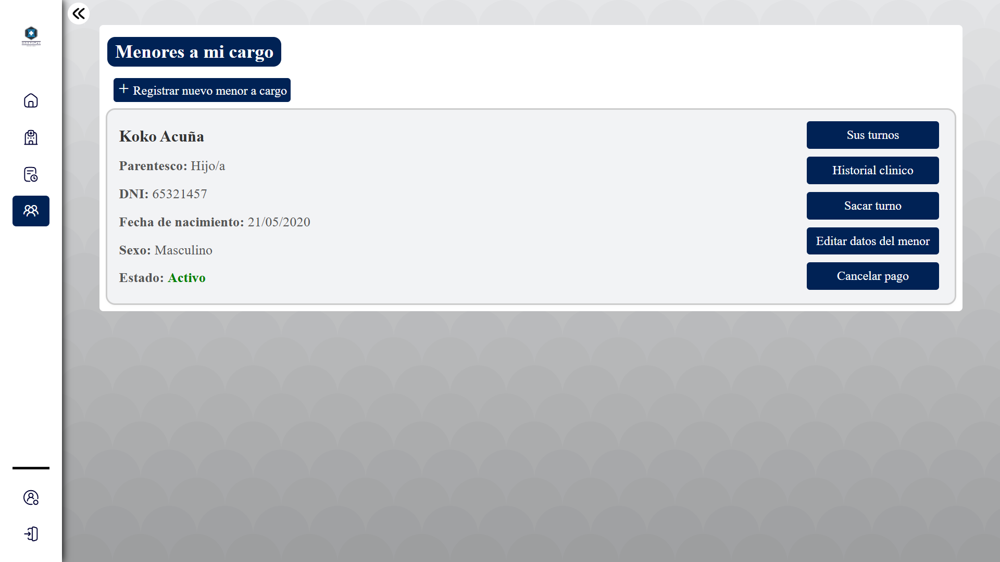 HOSPITAL
Menores a mi cargo
+ Registrar nuevo menor a cargo
Koko Acuña
Parentesco: Hijo/a
DNI: 65321457
Fecha de nacimiento: 21/05/2020
Sexo: Masculino
Estado: Activo
Sus turnos
Historial clinico
Sacar turno
Editar datos del menor
Cancelar pago